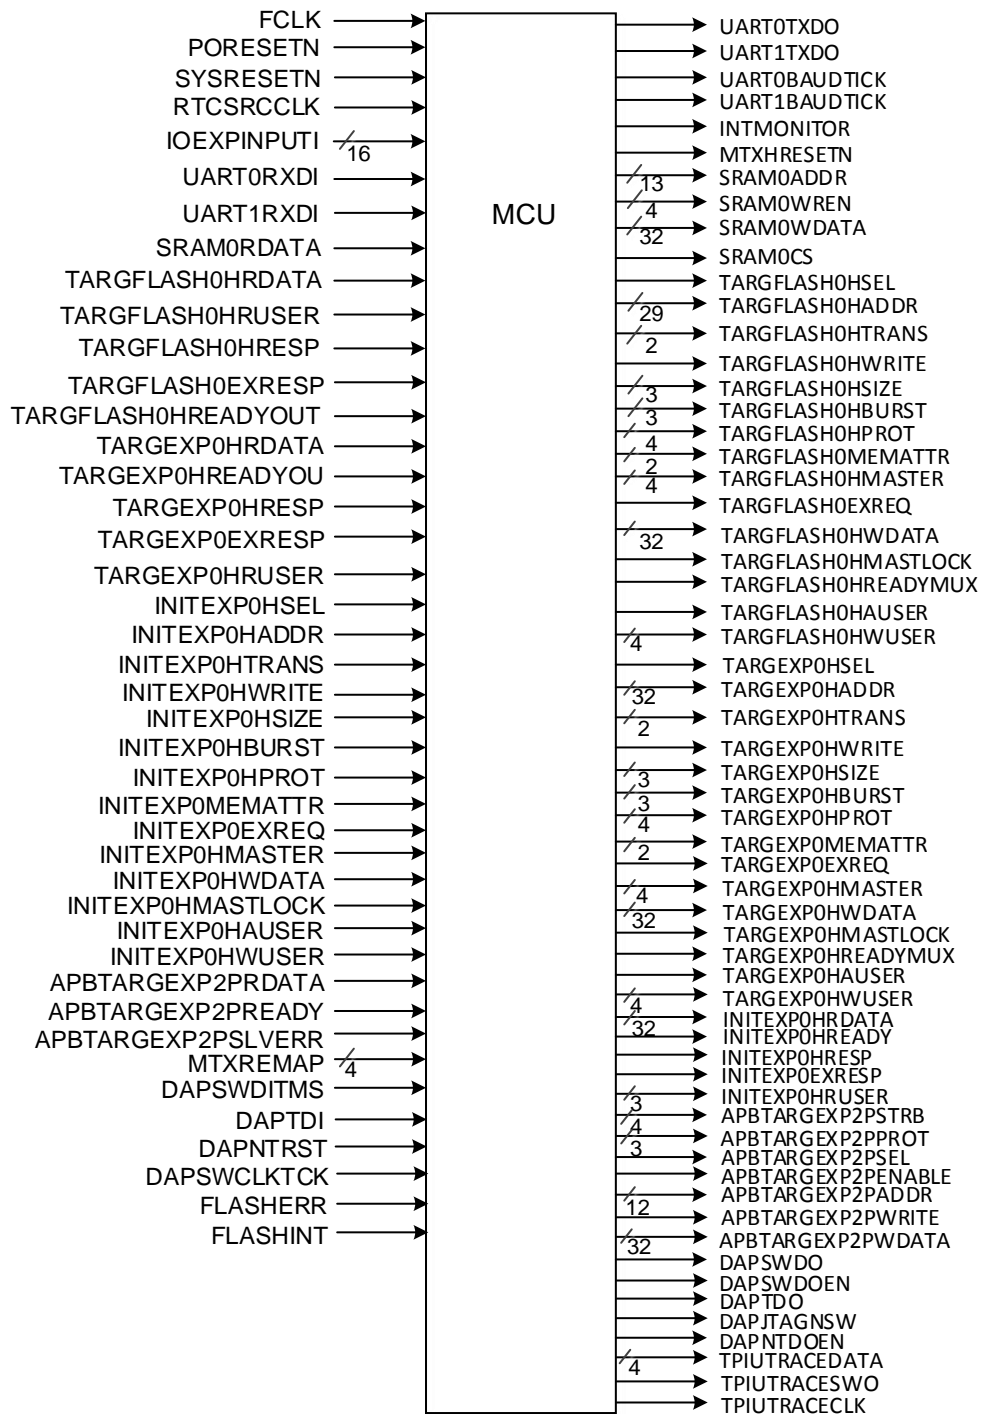 FCLK
PORESETN
SYSRESETN
RTCSRCCLK
IOEXPINPUTI
16
UART0RXDI
UART1RXDI
SRAM0RDATA
TARGFLASH0HRDATA
TARGFLASH0HRUSER
TARGFLASH0HRESP
TARGFLASH0EXRESP
TARGFLASH0HREADYOUT
TARGEXP0HRDATA
TARGEXP0HREADYOU
TARGEXP0HRESP
TARGEXP0EXRESP
TARGEXP0HRUSER
INITEXP0HSEL
INITEXP0HADDR
INITEXP0HTRANS
INITEXP0HWRITE
INITEXP0HSIZE
INITEXP0HBURST
INITEXP0HPROT
INITEXP0MEMATTR
INITEXP0EXREQ
INITEXP0HMASTER
INITEXP0HWDATA
INITEXP0HMASTLOCK
INITEXP0HAUSER
INITEXP0HWUSER
APBTARGEXP2PRDATA
APBTARGEXP2PREADY
APBTARGEXP2PSLVERR
MTXREMAP
4
DAPSWDITMS
DAPTDI
DAPNTRST
DAPSWCLKTCK
FLASHERR
FLASHINT
MCU
UART0TXDO
UART1TXDO
UART0BAUDTICK
UART1BAUDTICK
INTMONITOR
MTXHRESETN
13 SRAM0ADDR
4 SRAM0WREN
32 SRAM0WDATA
SRAM0CS
TARGFLASH0HSEL
29 TARGFLASH0HADDR
2 TARGFLASH0HTRANS
TARGFLASH0HWRITE
3 TARGFLASH0HSIZE
3 TARGFLASH0HBURST
4 TARGFLASH0HPROT
2 TARGFLASH0MEMATTR
4 TARGFLASH0HMASTER
TARGFLASH0EXREQ
32 TARGFLASH0HWDATA
TARGFLASH0HMASTLOCK
TARGFLASH0HREADYMUX
TARGFLASH0HAUSER
4 TARGFLASH0HWUSER
TARGEXP0HSEL
32 TARGEXP0HADDR
2 TARGEXP0HTRANS
TARGEXP0HWRITE
3 TARGEXP0HSIZE
3 TARGEXP0HBURST
4 TARGEXP0HPROT
2 TARGEXP0MEMATTR
TARGEXP0EXREQ
4 TARGEXP0HMASTER
32 TARGEXP0HWDATA
TARGEXP0HMASTLOCK
TARGEXP0HREADYMUX
TARGEXP0HAUSER
4 TARGEXP0HWUSER
32 INITEXP0HRDATA
INITEXP0HREADY
INITEXP0HRESP
INITEXP0EXRESP
3 INITEXP0HRUSER
4 APBTARGEXP2PSTRB
3 APBTARGEXP2PPROT
APBTARGEXP2PSEL
APBTARGEXP2PENABLE
12 APBTARGEXP2PADDR
APBTARGEXP2PWRITE
32 APBTARGEXP2PWDATA
DAPSWDO
DAPSWDOEN
DAPTDO
DAPJTAGNSW
DAPNTDOEN
4 TPIUTRACEDATA
TPIUTRACESWO
TPIUTRACECLK